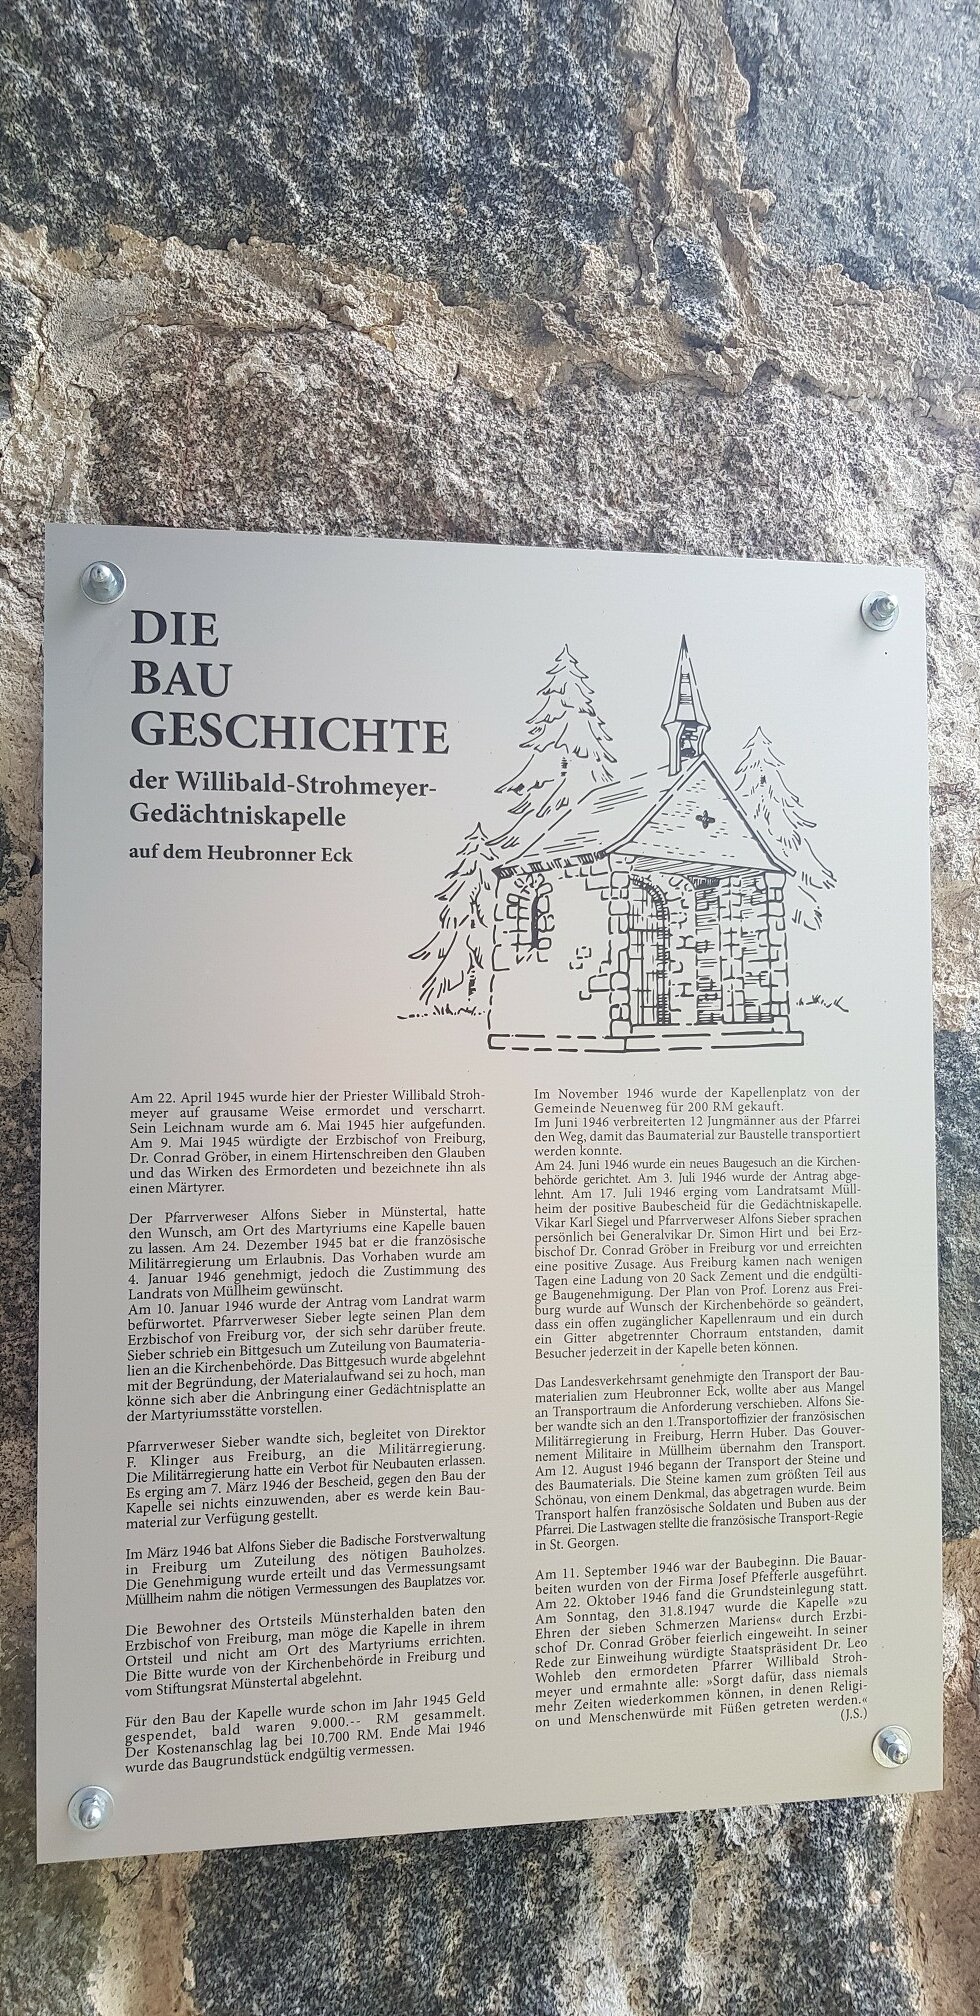 DIE
BAU
GESCHICHTE
der Willibald-Strohmeyer-
Gedächtniskapelle
auf dem Heubronner Eck
Am 22. April 1945 wurde hier der Priester Willibald Stroh-
meyer auf grausame Weise ermordet und verscharrt.
Sein Leichnam wurde am 6. Mai 1945 hier aufgefunden.
Am 9. Mai 1945 würdigte der Erzbischof von Freiburg,
Dr. Conrad Gröber, in einem Hirtenschreiben den Glauben
und das Wirken des Ermordeten und bezeichnete ihn als
einen Märtyrer.
Der Pfarrverweser Alfons Sieber in Münstertal, hatte
den Wunsch, am Ort des Martyriums eine Kapelle bauen
zu lassen. Am 24. Dezember 1945 bat er die französische
Militärregierung um Erlaubnis. Das Vorhaben wurde am
4. Januar 1946 genehmigt, jedoch die Zustimmung des
Landrats von Müllheim gewünscht.
Am 10. Januar 1946 wurde der Antrag vom Landrat warm
befürwortet. Pfarrverweser Sieber legte seinen Plan dem
Erzbischof von Freiburg vor, der sich sehr darüber freute.
Sieber schrieb ein Bittgesuch um Zuteilung von Baumateria-
lien an die Kirchenbehörde. Das Bittgesuch wurde abgelehnt
mit der Begründung, der Materialaufwand sei zu hoch, man
könne sich aber die Anbringung einer Gedächtnisplatte an
der Martyriumsstätte vorstellen.
Pfarrverweser Sieber wandte sich, begleitet von Direktor
F. Klinger aus Freiburg, an die Militärregierung.
Die Militärregierung hatte ein Verbot für Neubauten erlassen.
Es erging am 7. März 1946 der Bescheid, gegen den Bau der
Kapelle sei nichts einzuwenden, aber es werde kein Bau-
material zur Verfügung gestellt.
Im März 1946 bat Alfons Sieber die Badische Forstverwaltung
in Freiburg um Zuteilung des nötigen Bauholzes.
Die Genehmigung wurde erteilt und das Vermessungsamt
Müllheim nahm die nötigen Vermessungen des Bauplatzes vor.
Die Bewohner des Ortsteils Münsterhalden baten den
Erzbischof von Freiburg, man möge die Kapelle in ihrem
Ortsteil und nicht am Ort des Martyriums errichten.
Die Bitte wurde von der Kirchenbehörde in Freiburg und
vom Stiftungsrat Münstertal abgelehnt.
Für den Bau der Kapelle wurde schon im Jahr 1945 Geld
gespendet, bald waren 9.000.-- RM gesammelt.
Der Kostenanschlag lag bei 10.700 RM. Ende Mai 1946
wurde das Baugrundstück endgültig vermessen.
Im November 1946 wurde der Kapellenplatz von der
Gemeinde Neuenweg für 200 RM gekauft.
Im Juni 1946 verbreiterten 12 Jungmänner aus der Pfarrei
den Weg, damit das Baumaterial zur Baustelle transportiert
werden konnte.
Am 24. Juni 1946 wurde ein neues Baugesuch an die Kirchen-
behörde gerichtet. Am 3. Juli 1946 wurde der Antrag abge-
lehnt. Am 17. Juli 1946 erging vom Landratsamt Müll-
heim der positive Baubescheid für die Gedächtniskapelle.
Vikar Karl Siegel und Pfarrverweser Alfons Sieber sprachen
persönlich bei Generalvikar Dr. Simon Hirt und bei Erz-
bischof Dr. Conrad Gröber in Freiburg vor und erreichten
eine positive Zusage. Aus Freiburg kamen nach wenigen
Tagen eine Ladung von 20 Sack Zement und die endgülti-
ge Baugenehmigung. Der Plan von Prof. Lorenz aus Frei-
burg wurde auf Wunsch der Kirchenbehörde so geändert,
dass ein offen zugänglicher Kapellenraum und ein durch
ein Gitter abgetrennter Chorraum entstanden, damit
Besucher jederzeit in der Kapelle beten können.
Das Landesverkehrsamt genehmigte den Transport der Bau-
materialien zum Heubronner Eck, wollte aber aus Mangel
an Transportraum die Anforderung verschieben. Alfons Sie-
ber wandte sich an den 1.Transportoffizier der französischen
Militärregierung in Freiburg, Herrn Huber. Das Gouver-
nement Militaire in Müllheim übernahm den Transport.
Am 12. August 1946 begann der Transport der Steine und
des Baumaterials. Die Steine kamen zum größten Teil aus
Schönau, von einem Denkmal, das abgetragen wurde. Beim
Transport halfen französische Soldaten und Buben aus der
Pfarrei. Die Lastwagen stellte die französische Transport-Regie
in St. Georgen.
Am 11. September 1946 war der Baubeginn. Die Bauar-
beiten wurden von der Firma Josef Pfefferle ausgeführt.
Am 22. Oktober 1946 fand die Grundsteinlegung statt.
Am Sonntag, den 31.8.1947 wurde die Kapelle »zu
Ehren der sieben Schmerzen Mariens« durch Erzbi-
schof Dr. Conrad Gröber feierlich eingeweiht. In seiner
Rede zur Einweihung würdigte Staatspräsident Dr. Leo
Wohleb den ermordeten Pfarrer Willibald Stroh-
meyer und ermahnte alle: »Sorgt dafür, dass niemals
mehr Zeiten wiederkommen können, in denen Religi-
on und Menschenwürde mit Füßen getreten werden.«
(J.S.)